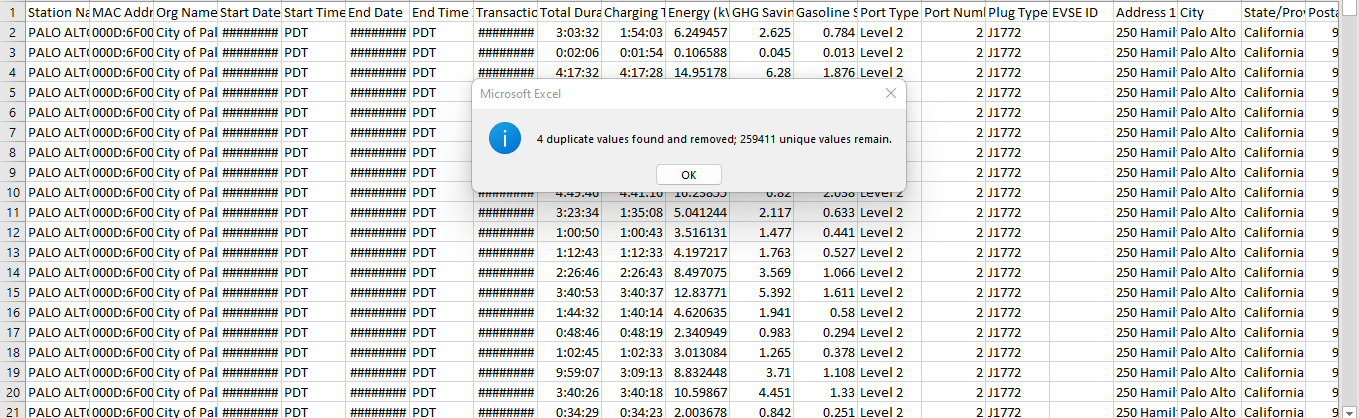 1 Station Na MAC Addr Org Name Start Date Start Time End Date End Time Transactio Total Dura Charging T Energy (kV GHG Savin Gasoline S Port Type Port Num Plug Type EVSE ID Address 1 City State/Prov Posta
2 PALO ALT 000D:6F00 City of Pal ######## PDT ######## PDT ######## 3:03:32 1:54:03 6.249457 2.625 0.784 Level 2 2 J1772 250 Hamil Palo Alto California 9
3 PALO ALT 000D:6F00 City of Pal ######## PDT ######## PDT ######## 0:02:06 0:01:54 0.106588 0.045 0.013 Level 2 2 J1772 250 Hamil Palo Alto California 9
4 PALO ALT 000D:6F00 City of Pal ######## PDT ######## PDT ######## 4:17:32 4:17:28 14.95178 6.28 1.876 Level 2 2 J1772 250 Hamil Palo Alto California 9
5 PALO ALT 000D:6F00 City of Pal ######## PDT ######## PDT 2 J1772 250 Hamil Palo Alto California 9
6 PALO ALT 000D:6F00 City of Pal ######## PDT ######## PDT 2 J1772 250 Hamil Palo Alto California 9
7 PALO ALT 000D:6F00 City of Pal ######## PDT ######## PDT 2 J1772 250 Hamil Palo Alto California 9
8 PALO ALT 000D:6F00 City of Pal ######## PDT ######## PDT 2 J1772 250 Hamil Palo Alto California 9
9 PALO ALT 000D:6F00 City of Pal ######## PDT ######## PDT 2 J1772 250 Hamil Palo Alto California 9
Microsoft Excel
4 duplicate values found and removed; 259411 unique values remain.
OK
10 PALO ALT 000D:6F00 City of Pal ######## PDT ######## PDT ######## Level 2 2 J1772 250 Hamil Palo Alto California 9
11 PALO ALT 000D:6F00 City of Pal ######## PDT ######## PDT ######## 3:23:34 1:35:08 5.041244 2.117 0.633 Level 2 2 J1772 250 Hamil Palo Alto California 9
12 PALO ALT 000D:6F00 City of Pal ######## PDT ######## PDT ######## 1:00:50 1:00:43 3.516131 1.477 0.441 Level 2 2 J1772 250 Hamil Palo Alto California 9
13 PALO ALT 000D:6F00 City of Pal ######## PDT ######## PDT ######## 1:12:43 1:12:33 4.197217 1.763 0.527 Level 2 2 J1772 250 Hamil Palo Alto California 9
14 PALO ALT 000D:6F00 City of Pal ######## PDT ######## PDT ######## 2:26:46 2:26:43 8.497075 3.569 1.066 Level 2 2 J1772 250 Hamil Palo Alto California 9
15 PALO ALT 000D:6F00 City of Pal ######## PDT ######## PDT ######## 3:40:53 3:40:37 12.83771 5.392 1.611 Level 2 2 J1772 250 Hamil Palo Alto California 9
16 PALO ALT 000D:6F00 City of Pal ######## PDT ######## PDT ######## 1:44:32 1:40:14 4.620635 1.941 0.58 Level 2 2 J1772 250 Hamil Palo Alto California 9
17 PALO ALT 000D:6F00 City of Pal ######## PDT ######## PDT ######## 0:48:46 0:48:19 2.340949 0.983 0.294 Level 2 2 J1772 250 Hamil Palo Alto California 9
18 PALO ALT 000D:6F00 City of Pal ######## PDT ######## PDT ######## 1:02:45 1:02:33 3.013084 1.265 0.378 Level 2 2 J1772 250 Hamil Palo Alto California 9
19 PALO ALT 000D:6F00 City of Pal ######## PDT ######## PDT ######## 9:59:07 3:09:13 8.832448 3.71 1.108 Level 2 2 J1772 250 Hamil Palo Alto California 9
20 PALO ALT 000D:6F00 City of Pal ######## PDT ######## PDT ######## 3:40:26 3:40:18 10.59867 4.451 1.33 Level 2 2 J1772 250 Hamil Palo Alto California 9
21 PALO ALT 000D:6F00 City of Pal ######## PDT ######## PDT ######## 0:34:29 0:34:23 2.003678 0.842 0.251 Level 2 2 J1772 250 Hamil Palo Alto California 9